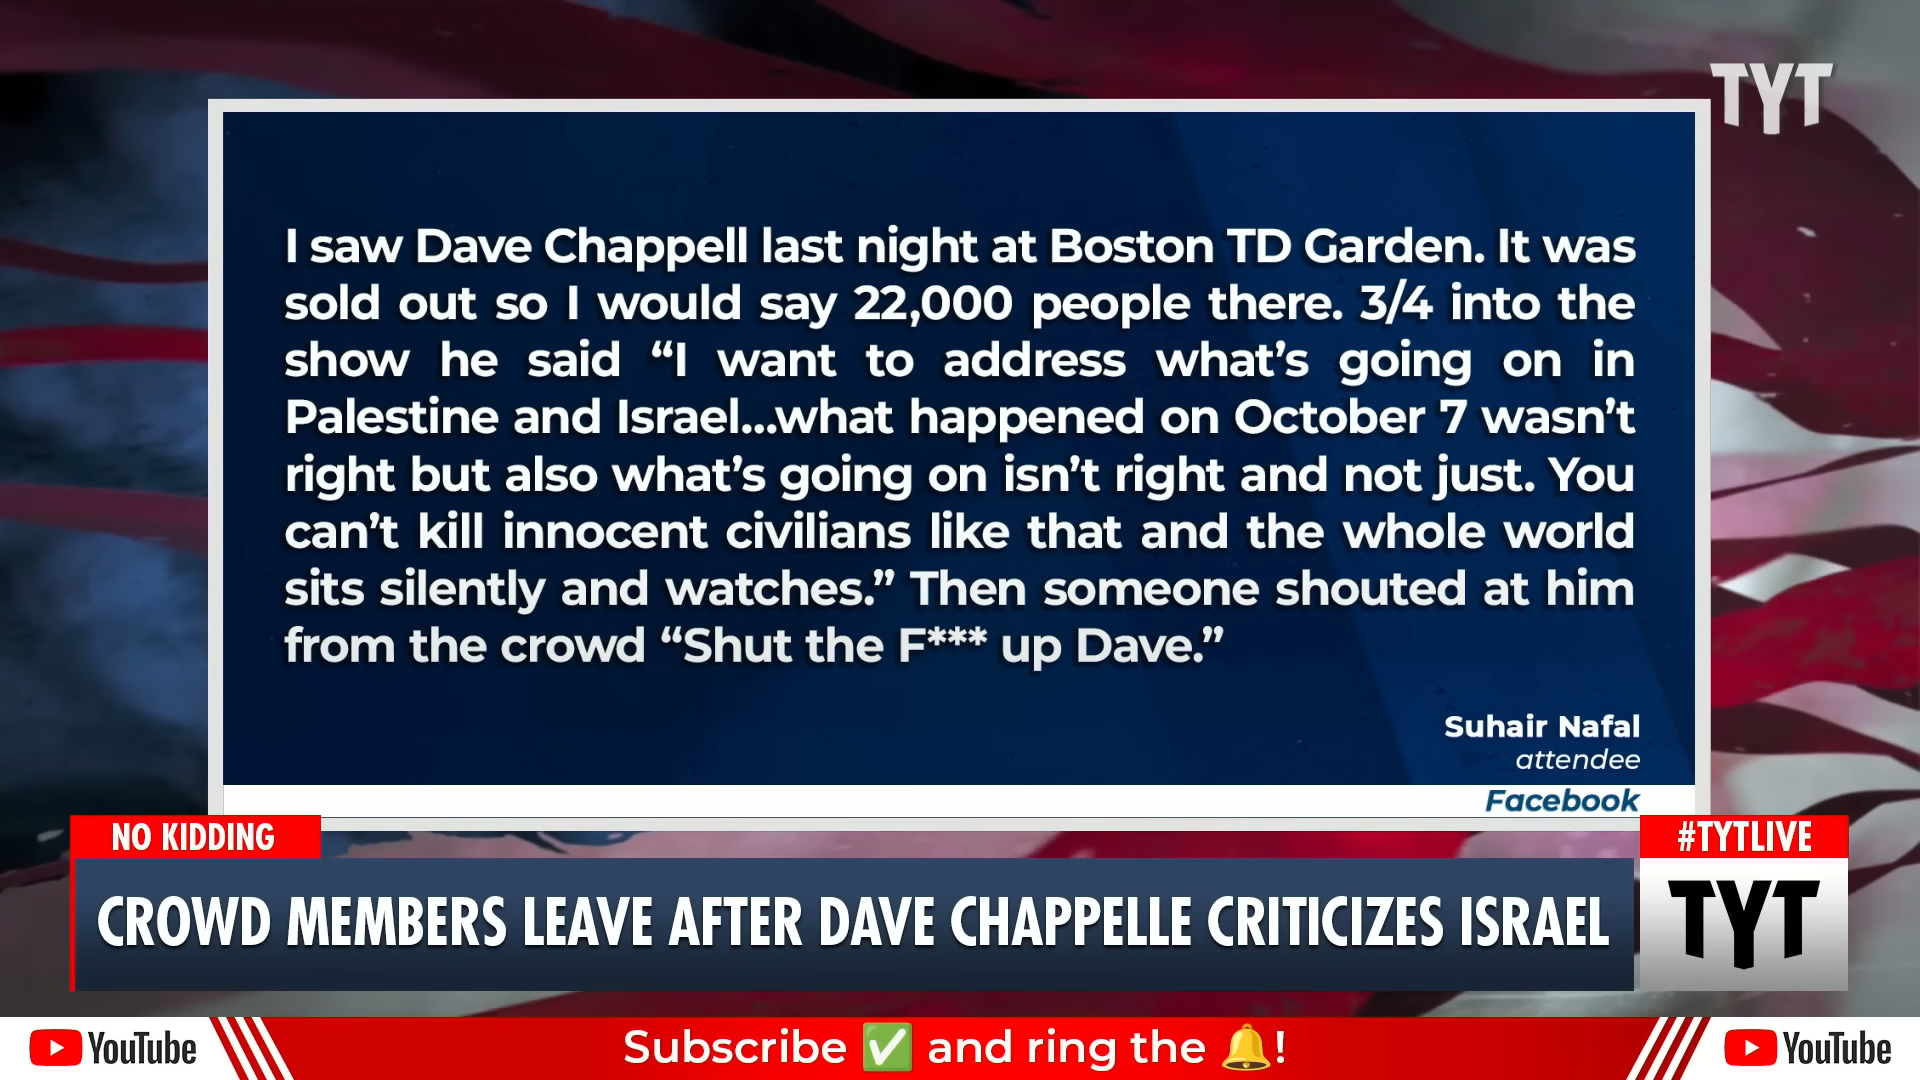 TYT
I saw Dave Chappell last night at Boston TD Garden. It was
sold out so I would say 22,000 people there. 3/4 into the
show he said “I want to address what’s going on in
Palestine and Israel...what happened on October 7 wasn’t
right but also what’s going on isn’t right and not just. You
can’t kill innocent civilians like that and the whole world
sits silently and watches.” Then someone shouted at him
from the crowd “Shut the F*** up Dave.”
Suhair Nafal
attendee
Facebook
NO KIDDING
#TYTLIVE
CROWD MEMBERS LEAVE AFTER DAVE CHAPPELLE CRITICIZES ISRAEL
TYT
YouTube
Subscribe ✅ and ring the 🔔!
YouTube